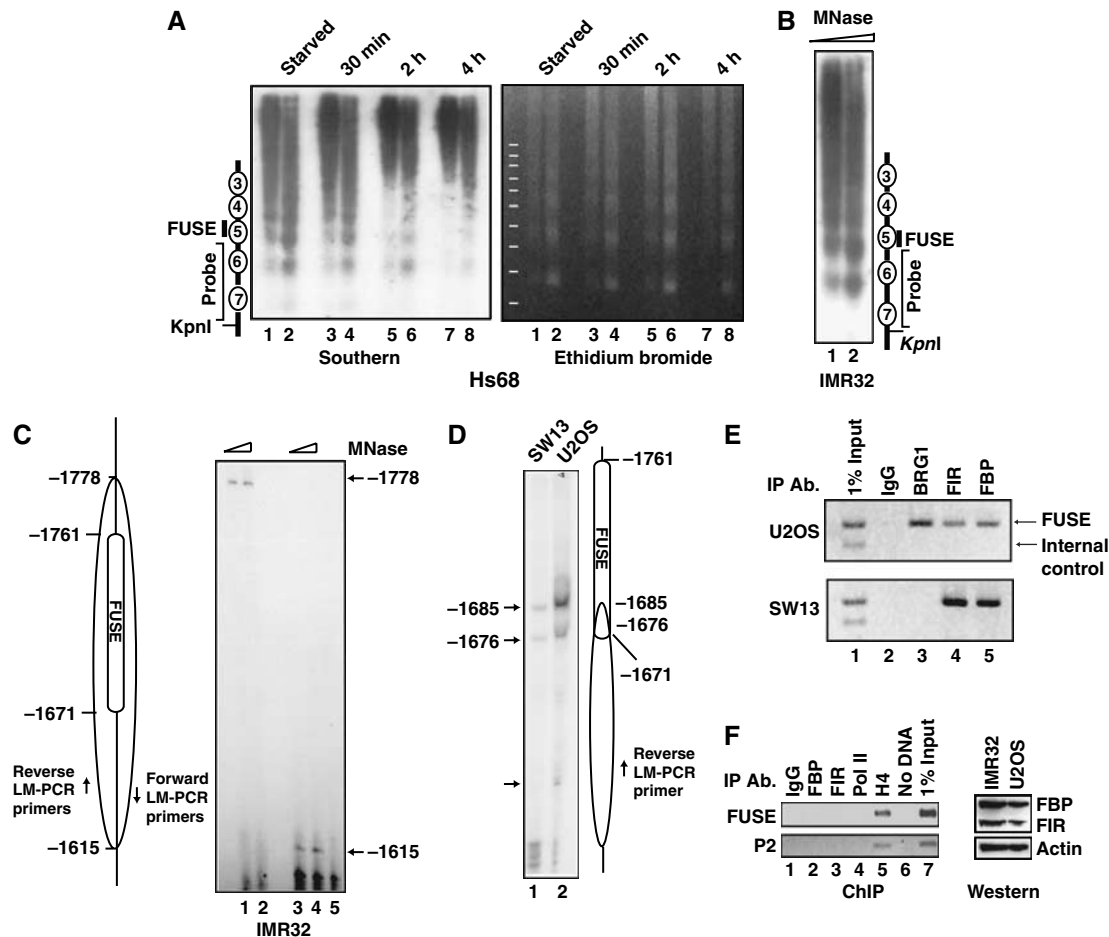 A
Starved
30 min
2 h
4 h
Starved
30 min
2 h
4 h
3
4
FUSE
5
6
Probe
7
KpnI
1 2 3 4 5 6 7 8
1 2 3 4 5 6 7 8
Southern
Ethidium bromide
Hs68
B
MNase
3
4
5
FUSE
6
Probe
7
KpnI
1 2
IMR32
C
MNase
–1778
–1778
–1761
FUSE
–1671
Reverse
LM-PCR
primers
Forward
LM-PCR
primers
–1615
–1615
1 2 3 4 5
IMR32
D
SW13
U2OS
–1761
FUSE
–1685
–1685
–1676
–1676
–1671
Reverse
LM-PCR
primer
1 2
E
IP Ab.
1% Input
IgG
BRG1
FIR
FBP
U2OS
FUSE
Internal
control
SW13
1 2 3 4 5
F
IP Ab.
IgG
FBP
FIR
Pol II
H4
No DNA
1% Input
FUSE
P2
1 2 3 4 5 6 7
ChIP
IMR32
U2OS
FBP
FIR
Actin
Western